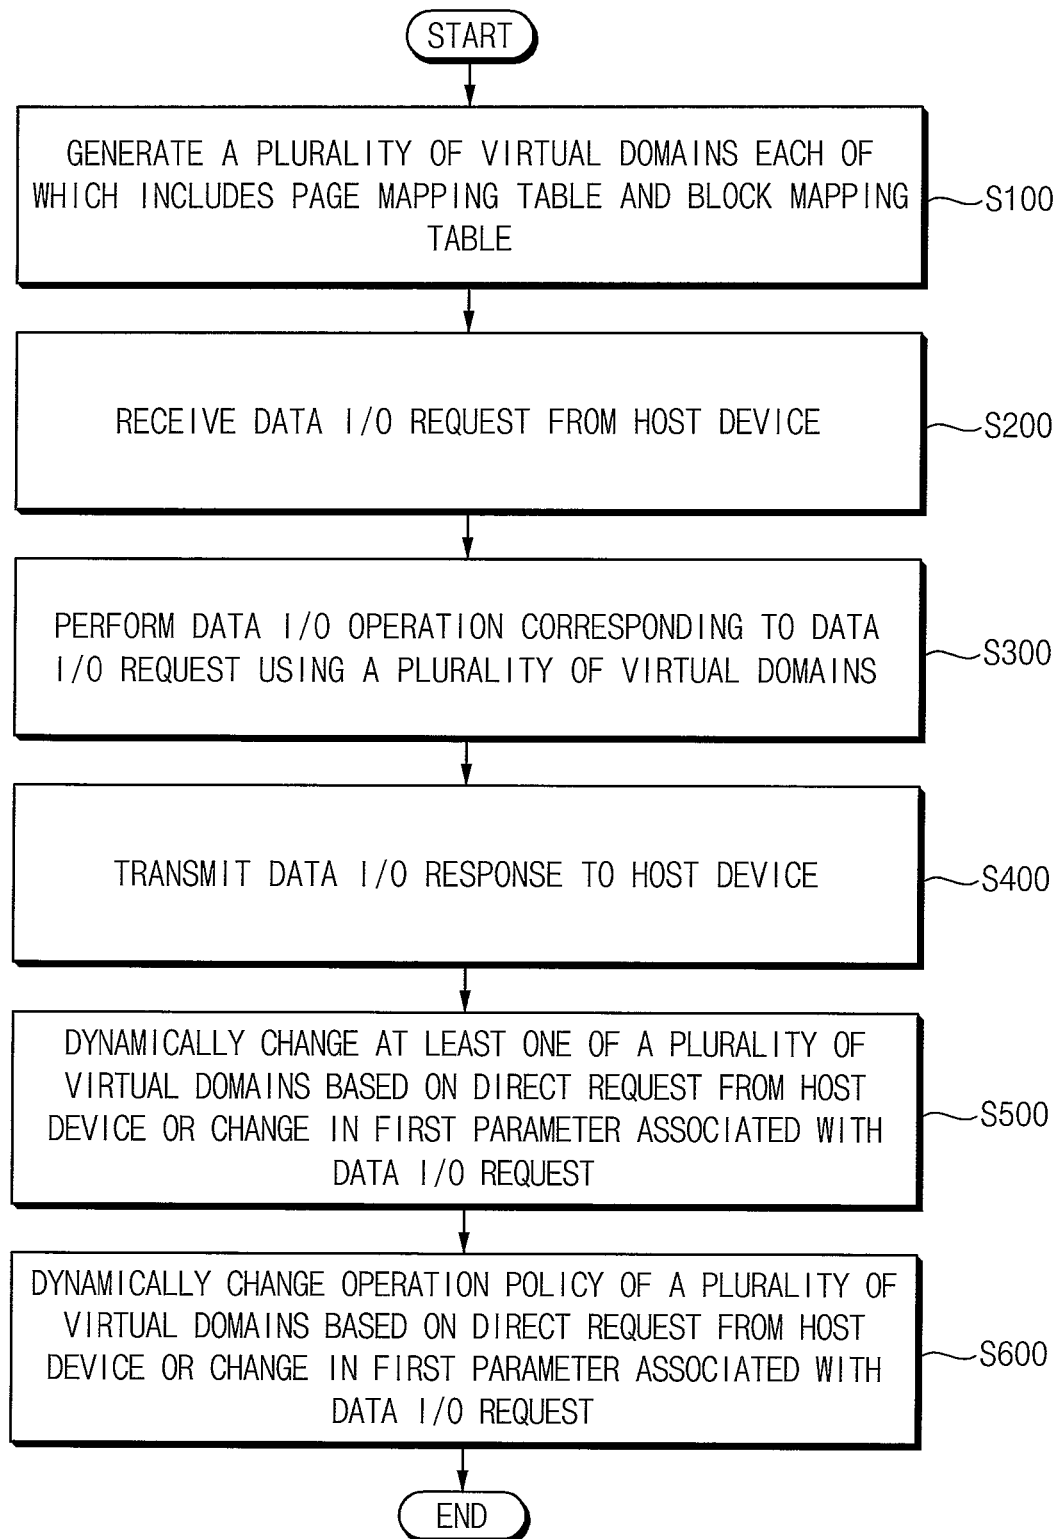 START
GENERATE A PLURALITY OF VIRTUAL DOMAINS EACH OF
WHICH INCLUDES PAGE MAPPING TABLE AND BLOCK MAPPING
TABLE
S100
RECEIVE DATA I/O REQUEST FROM HOST DEVICE
S200
PERFORM DATA I/O OPERATION CORRESPONDING TO DATA
I/O REQUEST USING A PLURALITY OF VIRTUAL DOMAINS
S300
TRANSMIT DATA I/O RESPONSE TO HOST DEVICE
S400
DYNAMICALLY CHANGE AT LEAST ONE OF A PLURALITY OF
VIRTUAL DOMAINS BASED ON DIRECT REQUEST FROM HOST
DEVICE OR CHANGE IN FIRST PARAMETER ASSOCIATED WITH
DATA I/O REQUEST
S500
DYNAMICALLY CHANGE OPERATION POLICY OF A PLURALITY OF
VIRTUAL DOMAINS BASED ON DIRECT REQUEST FROM HOST
DEVICE OR CHANGE IN FIRST PARAMETER ASSOCIATED WITH
DATA I/O REQUEST
S600
END